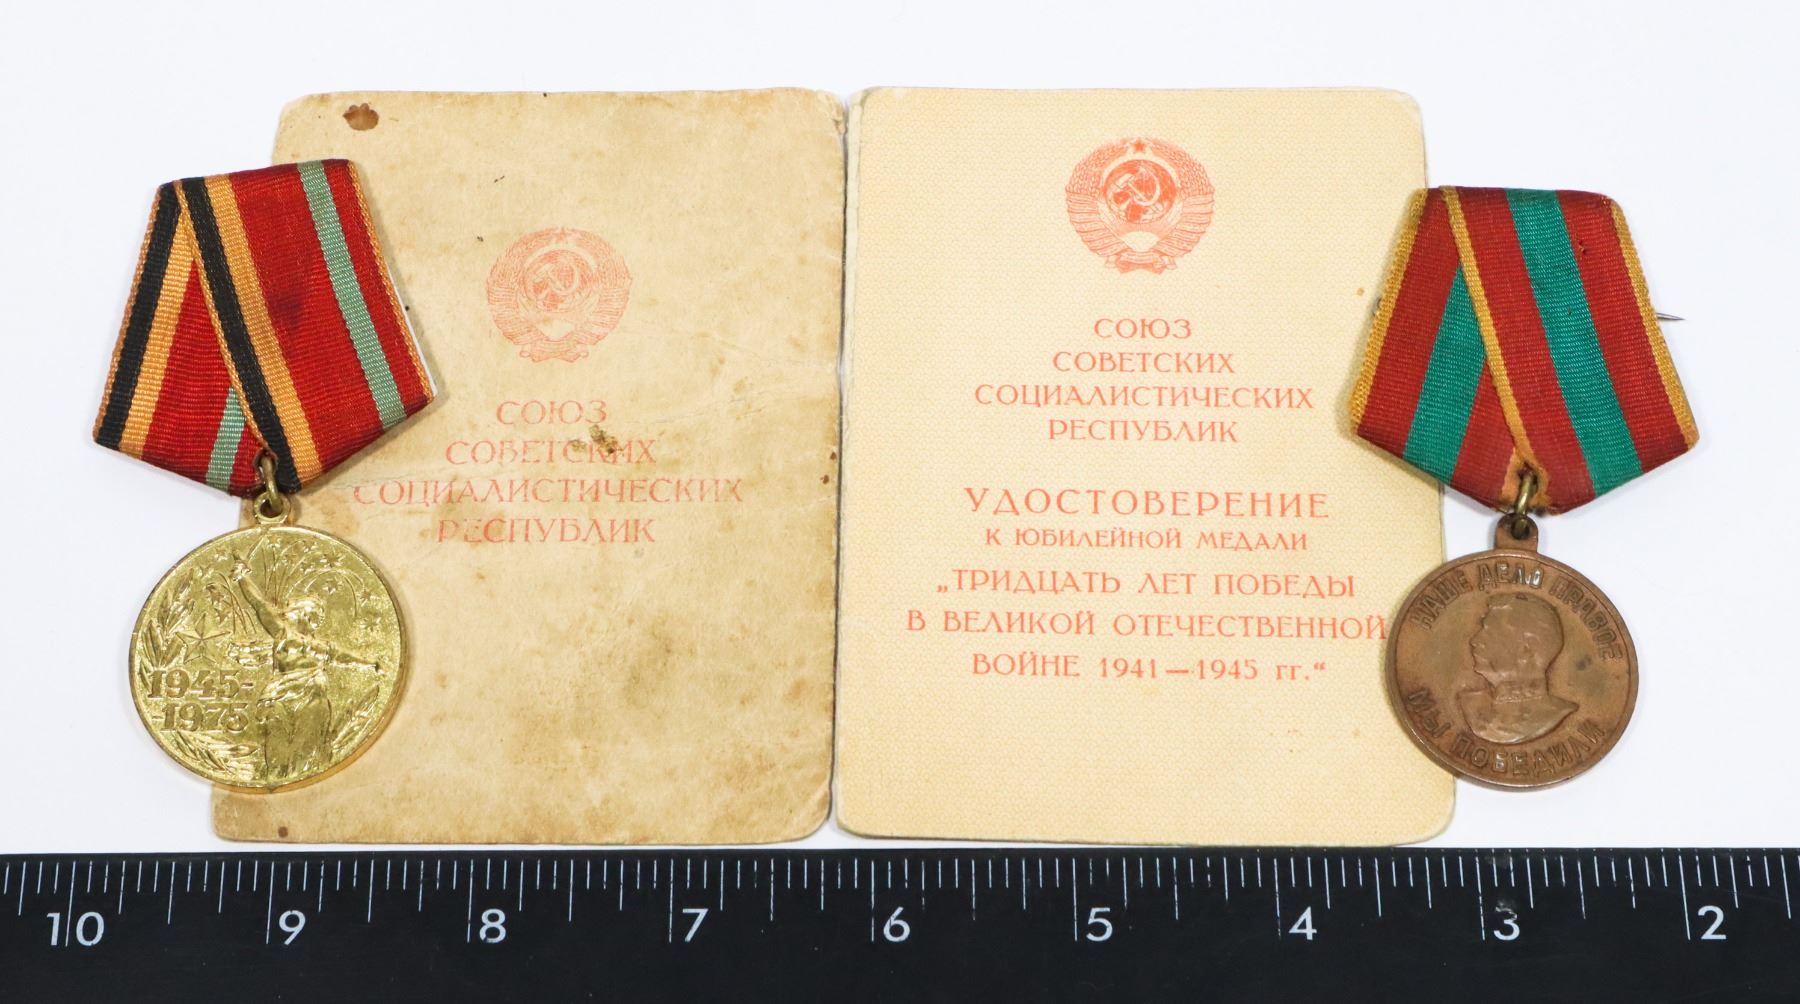 СОЮЗ
СОВЕТСКИХ
СОЦИАЛИСТИЧЕСКИХ
РЕСПУБЛИК
СОЮЗ
СОВЕТСКИХ
СОЦИАЛИСТИЧЕСКИХ
РЕСПУБЛИК
УДОСТОВЕРЕНИЕ
К ЮБИЛЕЙНОЙ МЕДАЛИ
„ТРИДЦАТЬ ЛЕТ ПОБЕДЫ
В ВЕЛИКОЙ ОТЕЧЕСТВЕННОЙ
ВОЙНЕ 1941—1945 гг.“
1945-
-1975
НАШЕ ДЕЛО ПРАВОЕ
МЫ ПОБЕДИЛИ
10 9 8 7 6 5 4 3 2